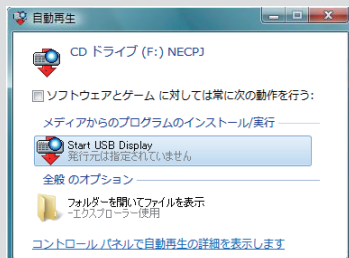 自動再生
CD ドライブ (F:) NECPJ
ソフトウェアとゲーム に対しては常に次の動作を行う:
メディアからのプログラムのインストール/実行
Start USB Display
発行元は指定されていません
全般 のオプション
フォルダーを開いてファイルを表示
-エクスプローラー使用
コントロール パネルで自動再生の詳細を表示します